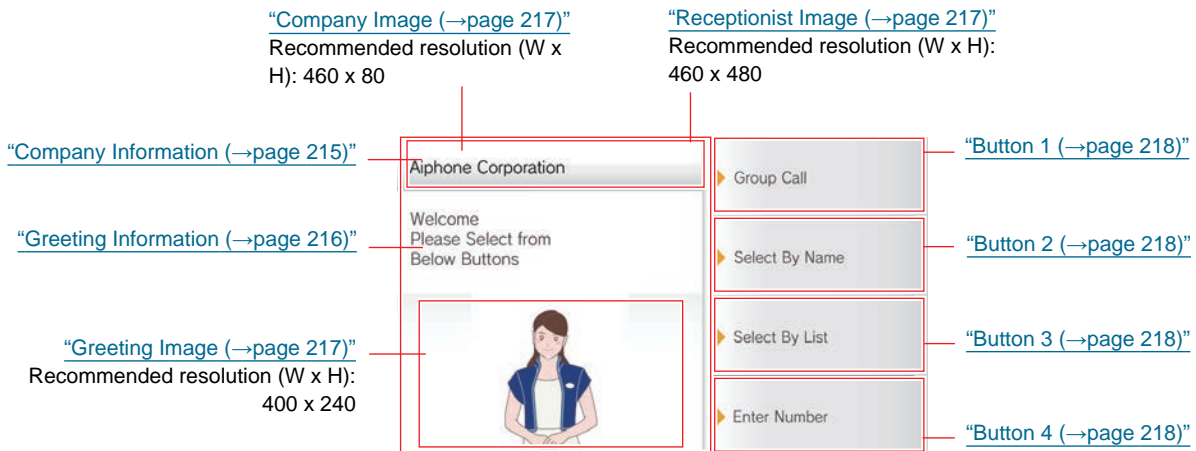 “Company Image (→page 217)”
Recommended resolution (W x
H): 460 x 80
“Receptionist Image (→page 217)”
Recommended resolution (W x H):
460 x 480
“Company Information (→page 215)”
“Greeting Information (→page 216)”
“Greeting Image (→page 217)”
Recommended resolution (W x H):
400 x 240
Aiphone Corporation
Welcome
Please Select from
Below Buttons
Group Call
Select By Name
Select By List
Enter Number
“Button 1 (→page 218)”
“Button 2 (→page 218)”
“Button 3 (→page 218)”
“Button 4 (→page 218)”